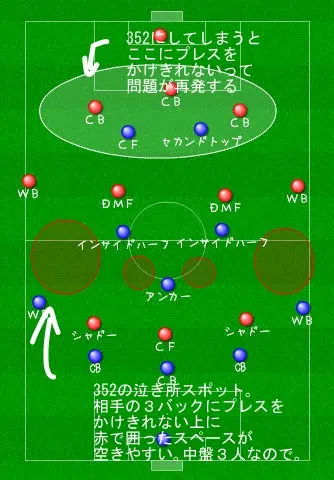 352にしてしまうと
ここにプレスを
かけきれないって
問題が再発する
CB
CB
CB
CF
セカンドトップ
WB
DMF
DMF
WB
インサイドハーフ
インサイドハーフ
アンカー
WB
WB
シャドー
CF
シャドー
CB
CB
CB
352の泣き所スポット。
相手の3バックにプレスを
かけきれない上に
赤で囲ったスペースが
空きやすい。中盤3人なので。